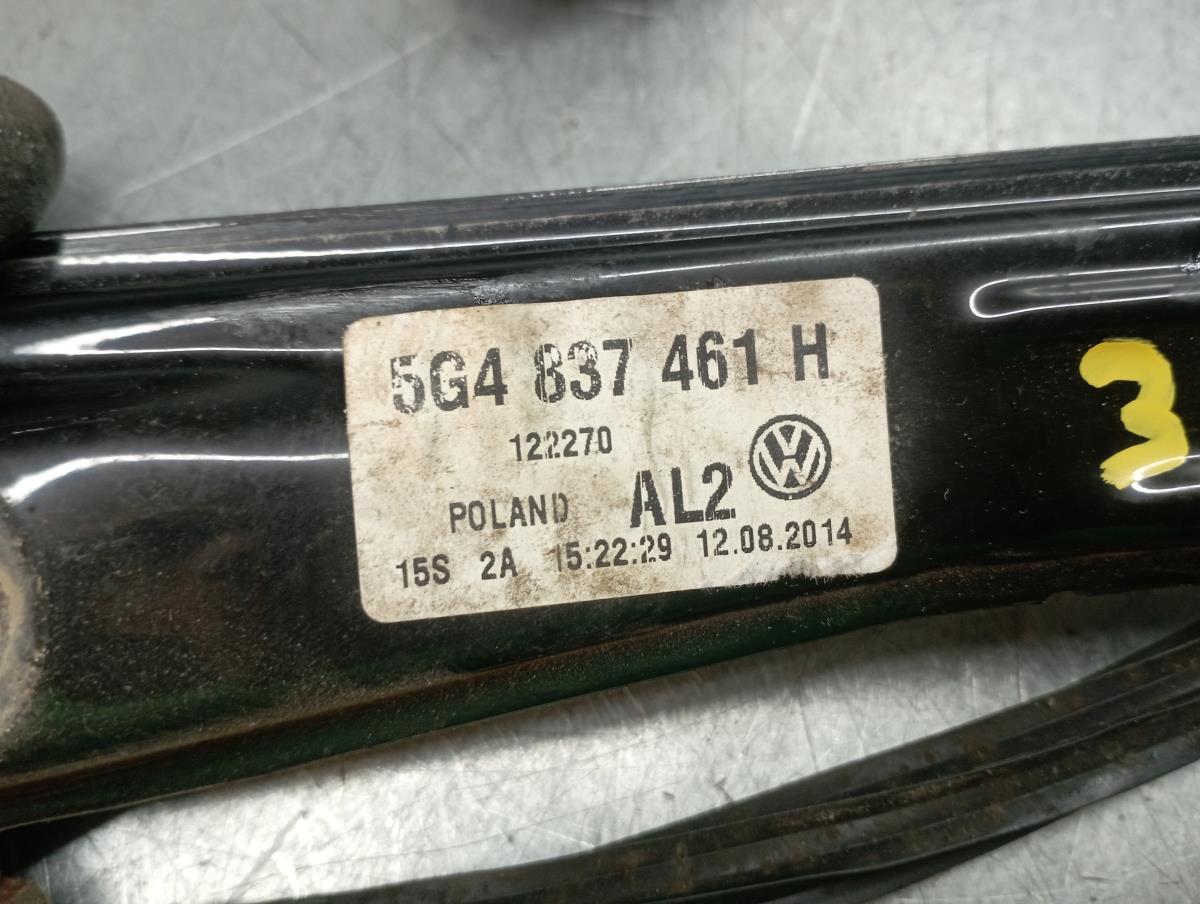 5G4 837 461 H
122270
POLAND AL2
15S 2A 15:22:29 12.08.2014
3